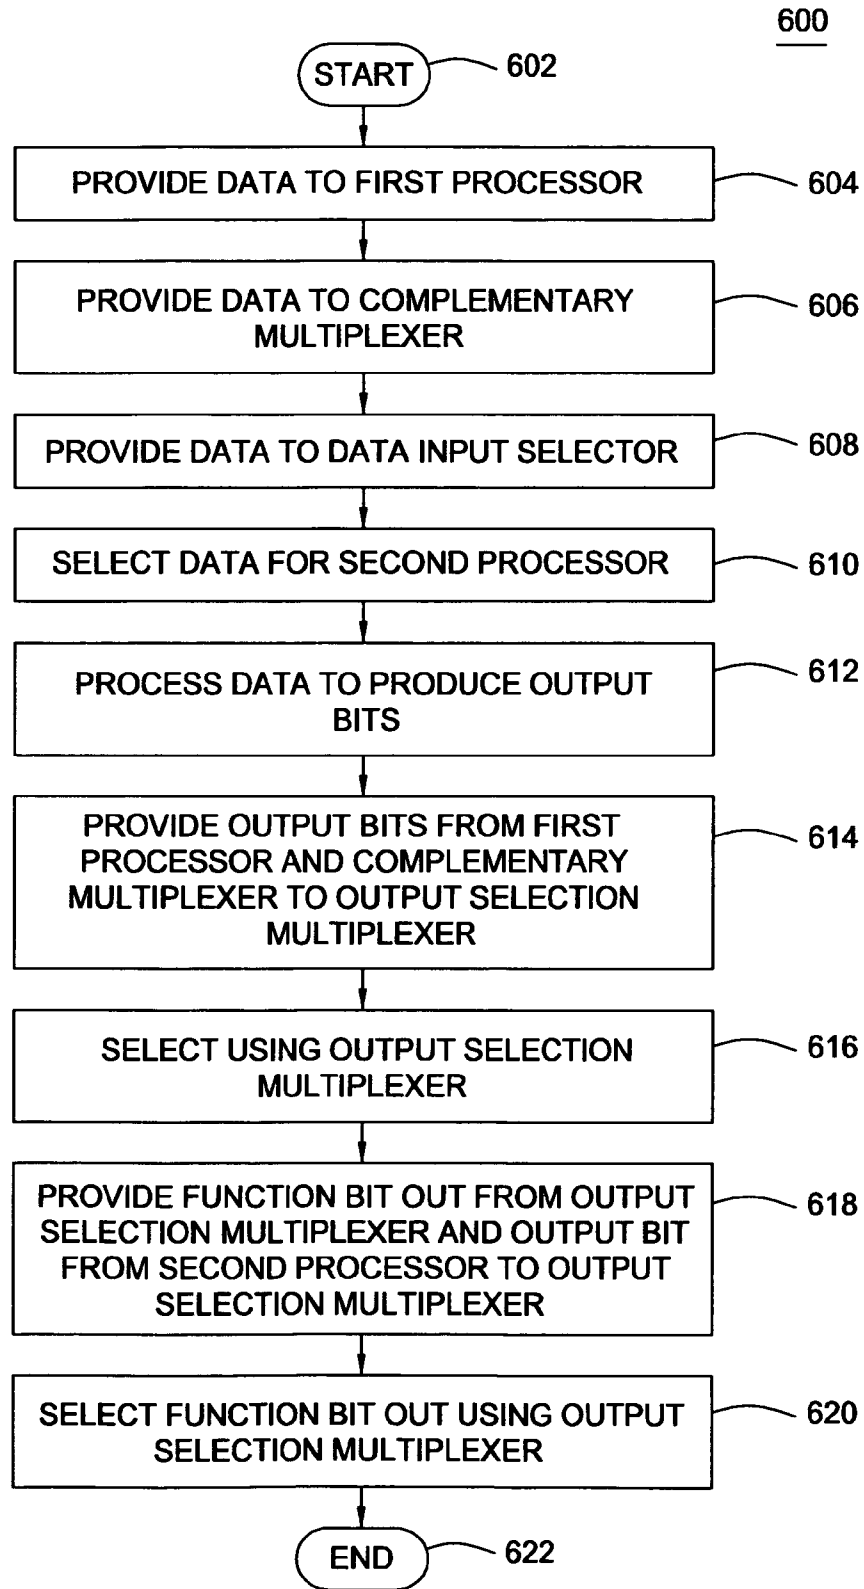 600
START
602
PROVIDE DATA TO FIRST PROCESSOR
604
PROVIDE DATA TO COMPLEMENTARY
MULTIPLEXER
606
PROVIDE DATA TO DATA INPUT SELECTOR
608
SELECT DATA FOR SECOND PROCESSOR
610
PROCESS DATA TO PRODUCE OUTPUT
BITS
612
PROVIDE OUTPUT BITS FROM FIRST
PROCESSOR AND COMPLEMENTARY
MULTIPLEXER TO OUTPUT SELECTION
MULTIPLEXER
614
SELECT USING OUTPUT SELECTION
MULTIPLEXER
616
PROVIDE FUNCTION BIT OUT FROM OUTPUT
SELECTION MULTIPLEXER AND OUTPUT BIT
FROM SECOND PROCESSOR TO OUTPUT
SELECTION MULTIPLEXER
618
SELECT FUNCTION BIT OUT USING OUTPUT
SELECTION MULTIPLEXER
620
END
622